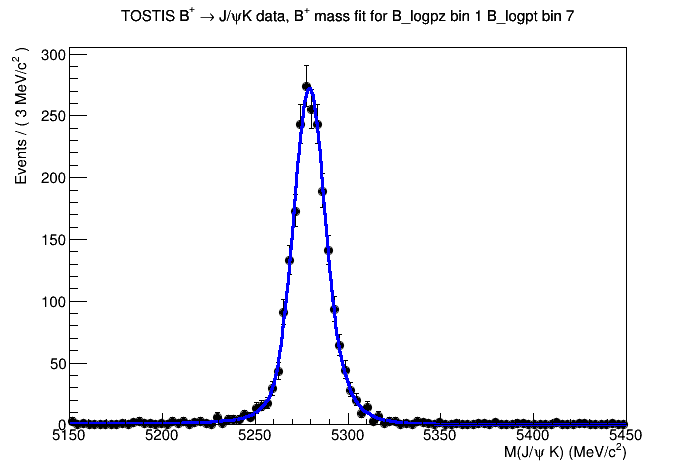 TOSTIS B⁺ → J/ψK data, B⁺ mass fit for B_logpz bin 1 B_logpt bin 7
Events / ( 3 MeV/c² )
300
250
200
150
100
50
0
5150 5200 5250 5300 5350 5400 5450
M(J/ψ K) (MeV/c²)